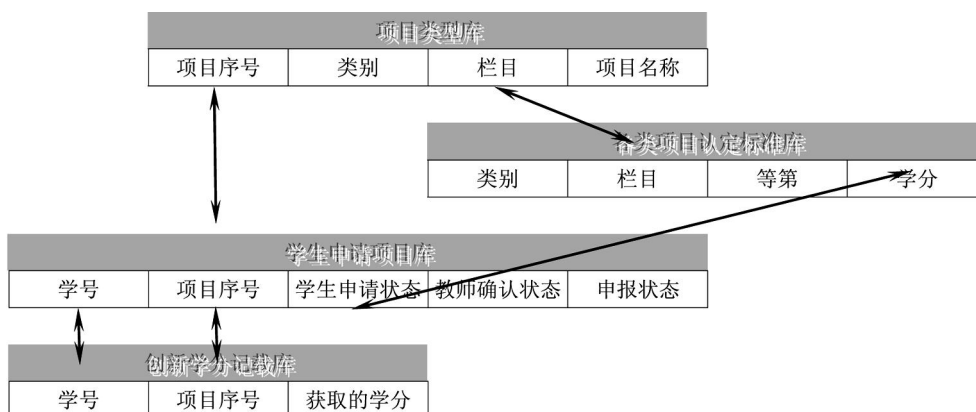 项目类型库
项目序号 类别 栏目 项目名称
各类项目认定标准库
类别 栏目 等第 学分
学生申请项目库
学号 项目序号 学生申请状态 教师确认状态 申报状态
创新学分记载库
学号 项目序号 获取的学分